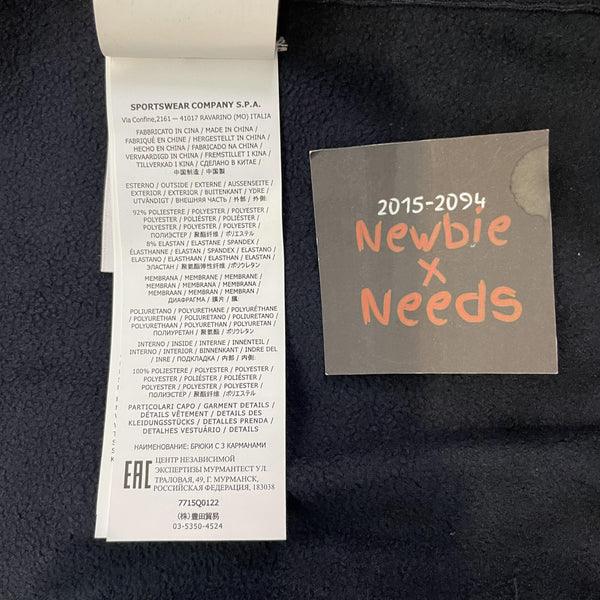 SPORTSWEAR COMPANY S.P.A.
Via Confine,2161 — 41017 RAVARINO (MO) ITALIA
FABBRICATO IN CINA / MADE IN CHINA /
FABRIQUÉ EN CHINE / HERGESTELLT IN CHINA /
HECHO EN CHINA / FABRICADO NA CHINA /
VERVAARDIGD IN CHINA / FREMSTILLET I KINA /
TILLVERKAD I KINA / СДЕЛАНО В КИТАЕ /
中国制造 / 中国製
ESTERNO / OUTSIDE / EXTERNE / AUSSENSEITE /
EXTERIOR / EXTERIOR / BUITENKANT / YDRE /
UTVÄNDIGT / ВНЕШНЯЯ ЧАСТЬ / 外部 / 外側:
92% POLIESTERE / POLYESTER / POLYESTER /
POLYESTER / POLIÉSTER / POLIÉSTER /
POLYESTER / POLYESTER / POLYESTER /
ПОЛИЭСТЕР / 聚酯纤维 / ポリエステル
8% ELASTAN / ELASTANE / SPANDEX /
ÉLASTHANNE / ELASTAN / SPANDEX / ELASTANO /
ELASTANO / ELASTHAAN / ELASTHAN / ELASTAN /
ЭЛАСТАН / 聚氨酯弹性纤维 / ポリウレタン
MEMBRANA / MEMBRANE / MEMBRANE /
MEMBRAN / MEMBRANA / MEMBRANA /
MEMBRAAN / MEMBRAN / MEMBRAN /
ДИАФРАГМА / 膜片 / 膜
POLIURETANO / POLYURETHANE / POLYURÉTHANE
/ POLYURETHAN / POLIURETANO / POLIURETANO /
POLYURETHAAN / POLYURETHAN / POLYURETAN /
ПОЛИУРЕТАН / 聚氨酯 / ポリウレタン
INTERNO / INSIDE / INTERNE / INNENTEIL /
INTERNO / INTERIOR / BINNENKANT / INDRE DEL
/ INRE / ПОДКЛАДКА / 内部 / 内側:
100% POLIESTERE / POLYESTER / POLYESTER /
POLYESTER / POLIÉSTER / POLIÉSTER /
POLYESTER / POLYESTER / POLYESTER /
ПОЛИЭСТЕР / 聚酯纤维 / ポリエステル
PARTICOLARI CAPO / GARMENT DETAILS /
DÉTAILS VÊTEMENT / DETAILS DES
KLEIDUNGSSTÜCKS / DETALLES PRENDA /
DETALHES VESTUÁRIO / DETAILS:
НАИМЕНОВАНИЕ: БРЮКИ С 3 КАРМАНАМИ
EAC
ЦЕНТР НЕЗАВИСИМОЙ
ЭКСПЕРТИЗЫ МУРМАНТЕСТ УЛ.
ТРАЛОВАЯ, 49, Г. МУРМАНСК,
РОССИЙСКАЯ ФЕДЕРАЦИЯ, 183038
7715Q0122
(株) 豊田貿易
03-5350-4524
2015-2094
Newbie
x
Needs